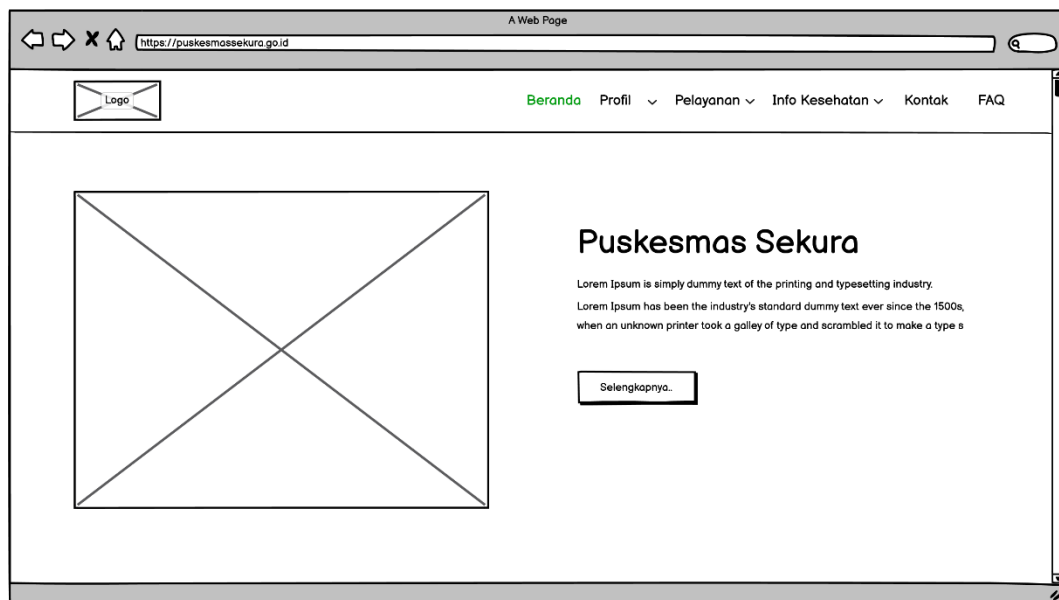 A Web Page
https://puskesmassekura.go.id
Logo
Beranda Profil Pelayanan Info Kesehatan Kontak FAQ
Puskesmas Sekura
Lorem Ipsum is simply dummy text of the printing and typesetting industry.
Lorem Ipsum has been the industry's standard dummy text ever since the 1500s,
when an unknown printer took a galley of type and scrambled it to make a type s
Selengkapnya..